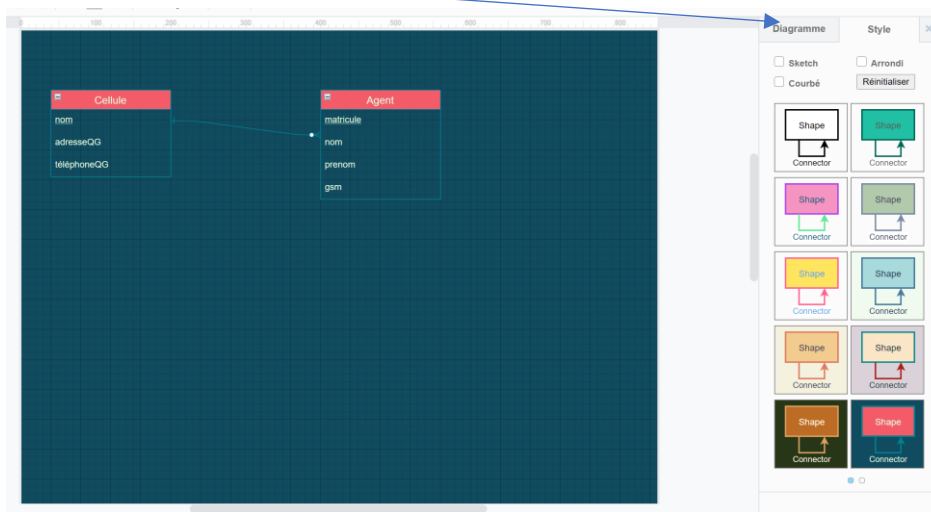 100 200 300 400 500 600 700 800
Diagramme Style
Sketch Arrondi
Courbé Réinitialiser
Cellule
nom
adresseQG
téléphoneQG
Agent
matricule
nom
prenom
gsm
Shape Shape
Connector Connector
Shape Shape
Connector Connector
Shape Shape
Connector Connector
Shape Shape
Connector Connector
Shape Shape
Connector Connector